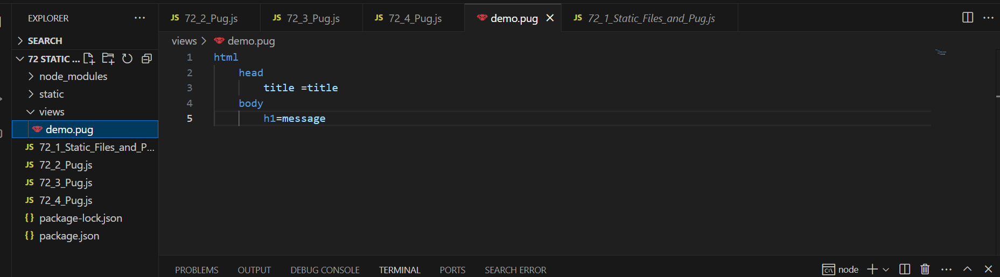 EXPLORER ···
SEARCH
72 STATIC ...
node_modules
static
views
demo.pug
JS 72_1_Static_Files_and_P...
JS 72_2_Pug.js
JS 72_3_Pug.js
JS 72_4_Pug.js
{} package-lock.json
{} package.json
JS 72_2_Pug.js JS 72_3_Pug.js JS 72_4_Pug.js demo.pug JS 72_1_Static_Files_and_Pug.js ···
views > demo.pug
1 html
2 head
3 title =title
4 body
5 h1=message
PROBLEMS OUTPUT DEBUG CONSOLE TERMINAL PORTS SEARCH ERROR node ···